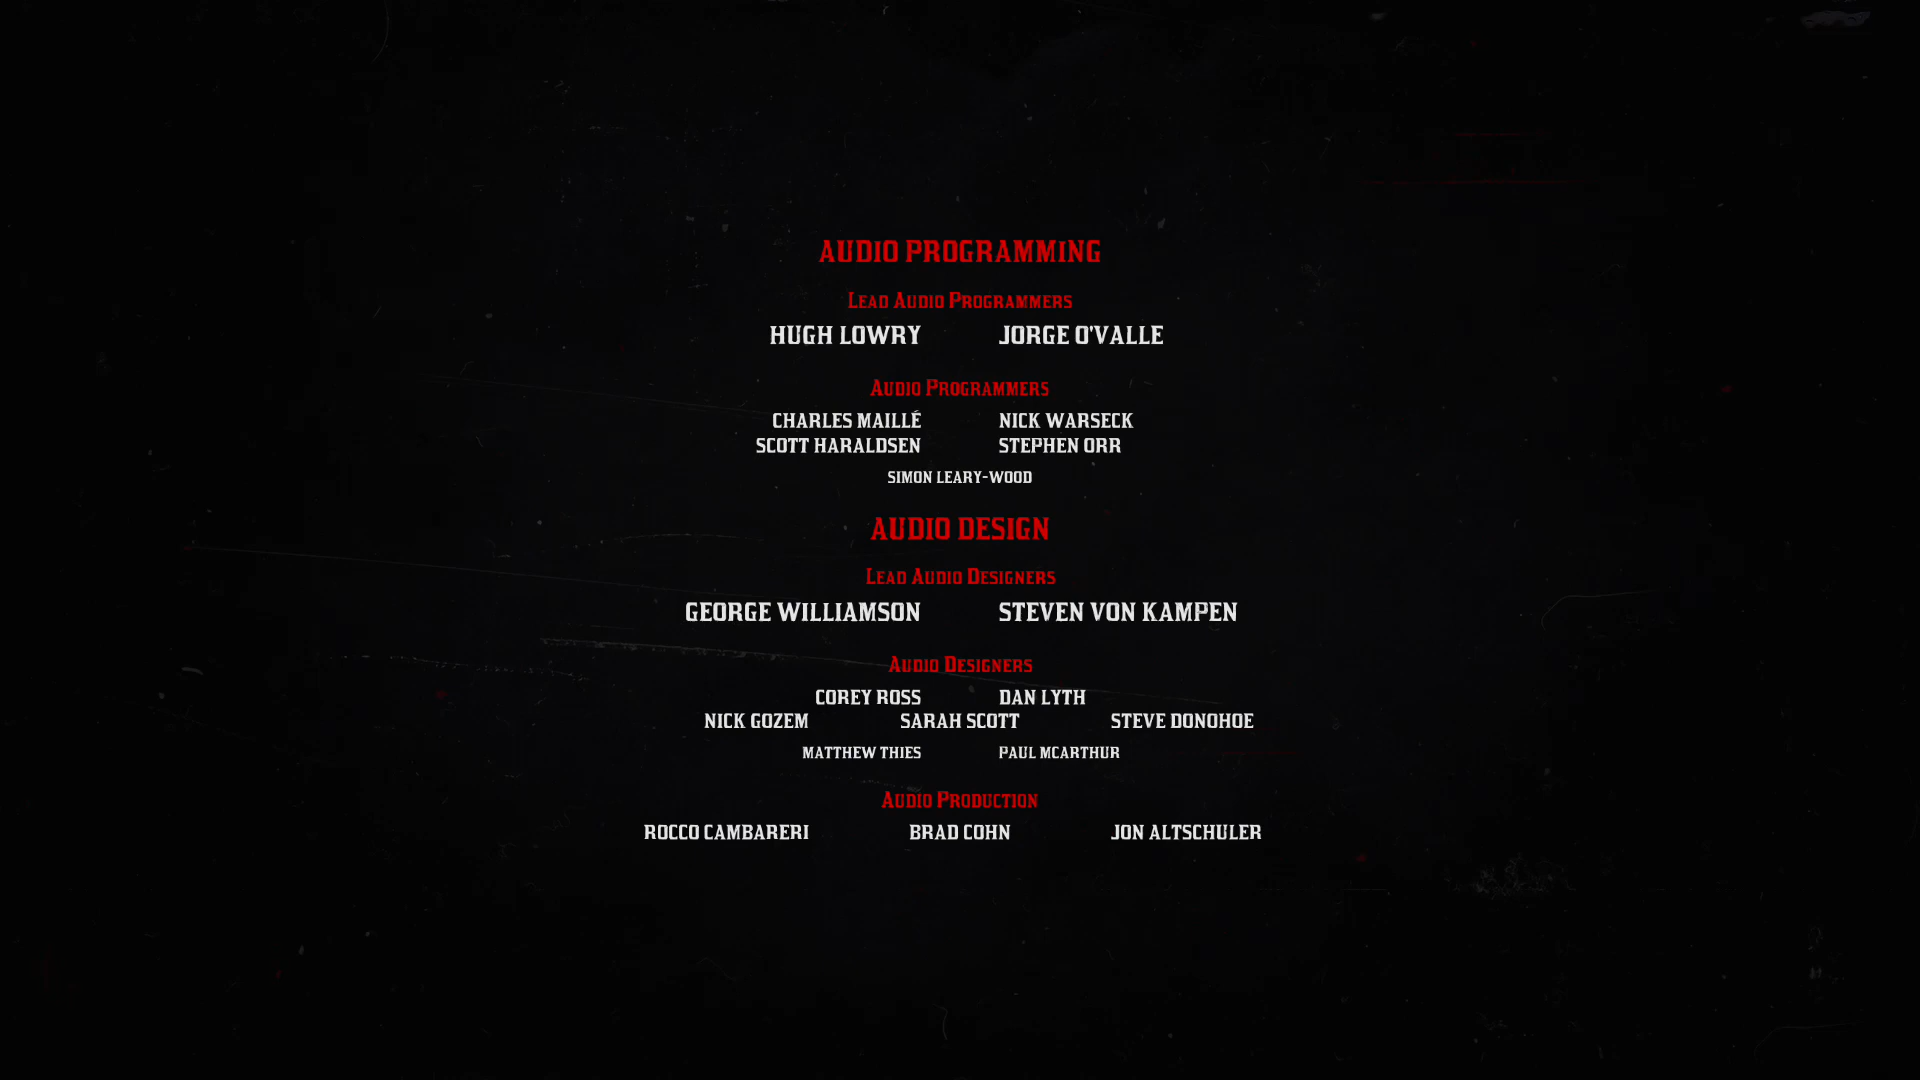 AUDIO PROGRAMMING
Lead Audio Programmers
HUGH LOWRY JORGE O'VALLE
Audio Programmers
CHARLES MAILLÉ NICK WARSECK
SCOTT HARALDSEN STEPHEN ORR
SIMON LEARY-WOOD
AUDIO DESIGN
Lead Audio Designers
GEORGE WILLIAMSON STEVEN VON KAMPEN
Audio Designers
COREY ROSS DAN LYTH
NICK GOZEM SARAH SCOTT STEVE DONOHOE
MATTHEW THIES PAUL MCARTHUR
Audio Production
ROCCO CAMBARERI BRAD COHN JON ALTSCHULER